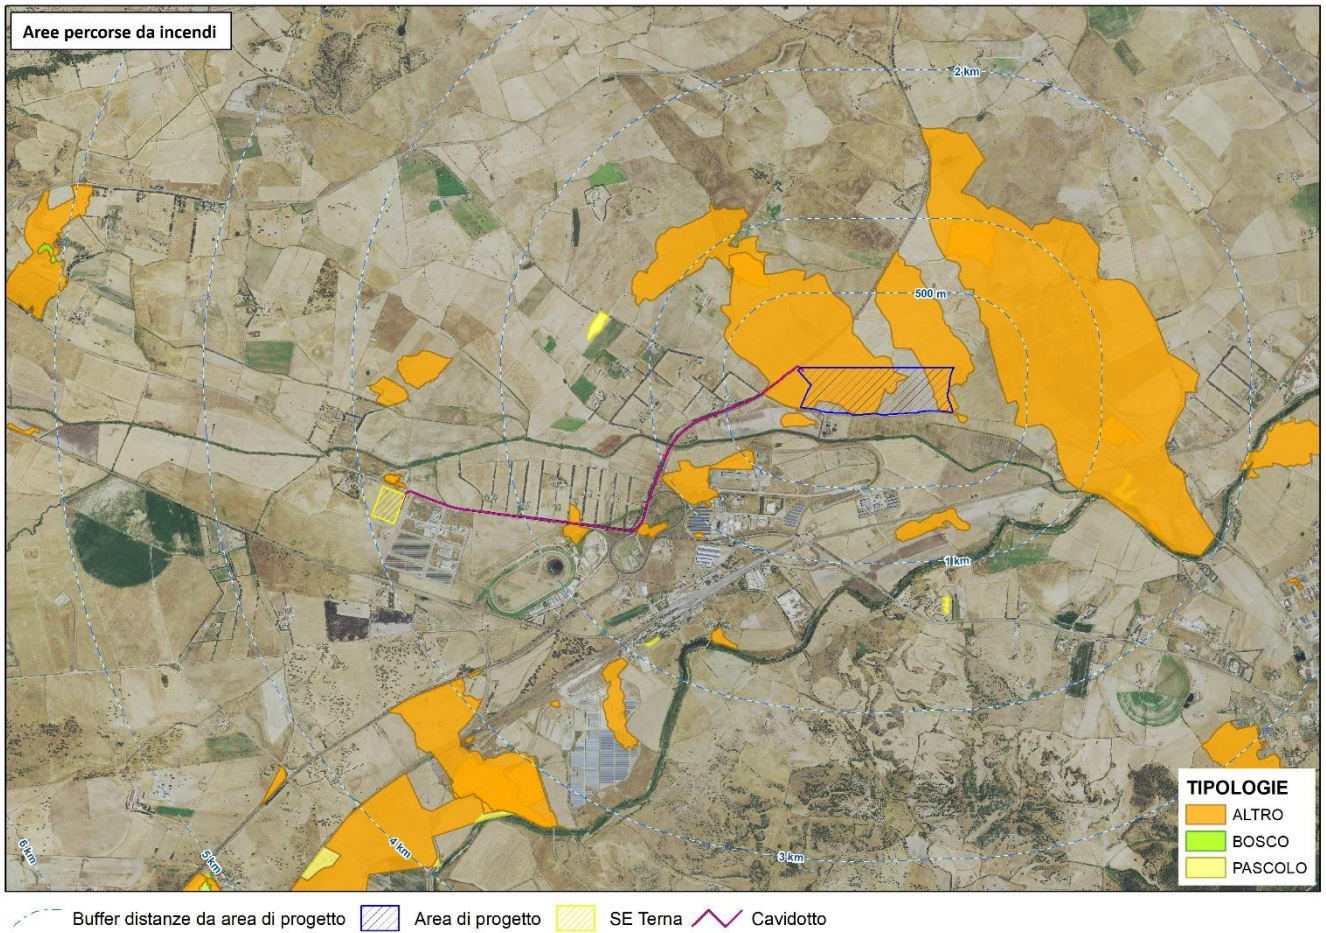 Aree percorse da incendi
2 km
500 m
1 km
3 km
4 km
5 km
6 km
TIPOLOGIE
ALTRO
BOSCO
PASCOLO
Buffer distanze da area di progetto
Area di progetto
SE Terna
Cavidotto